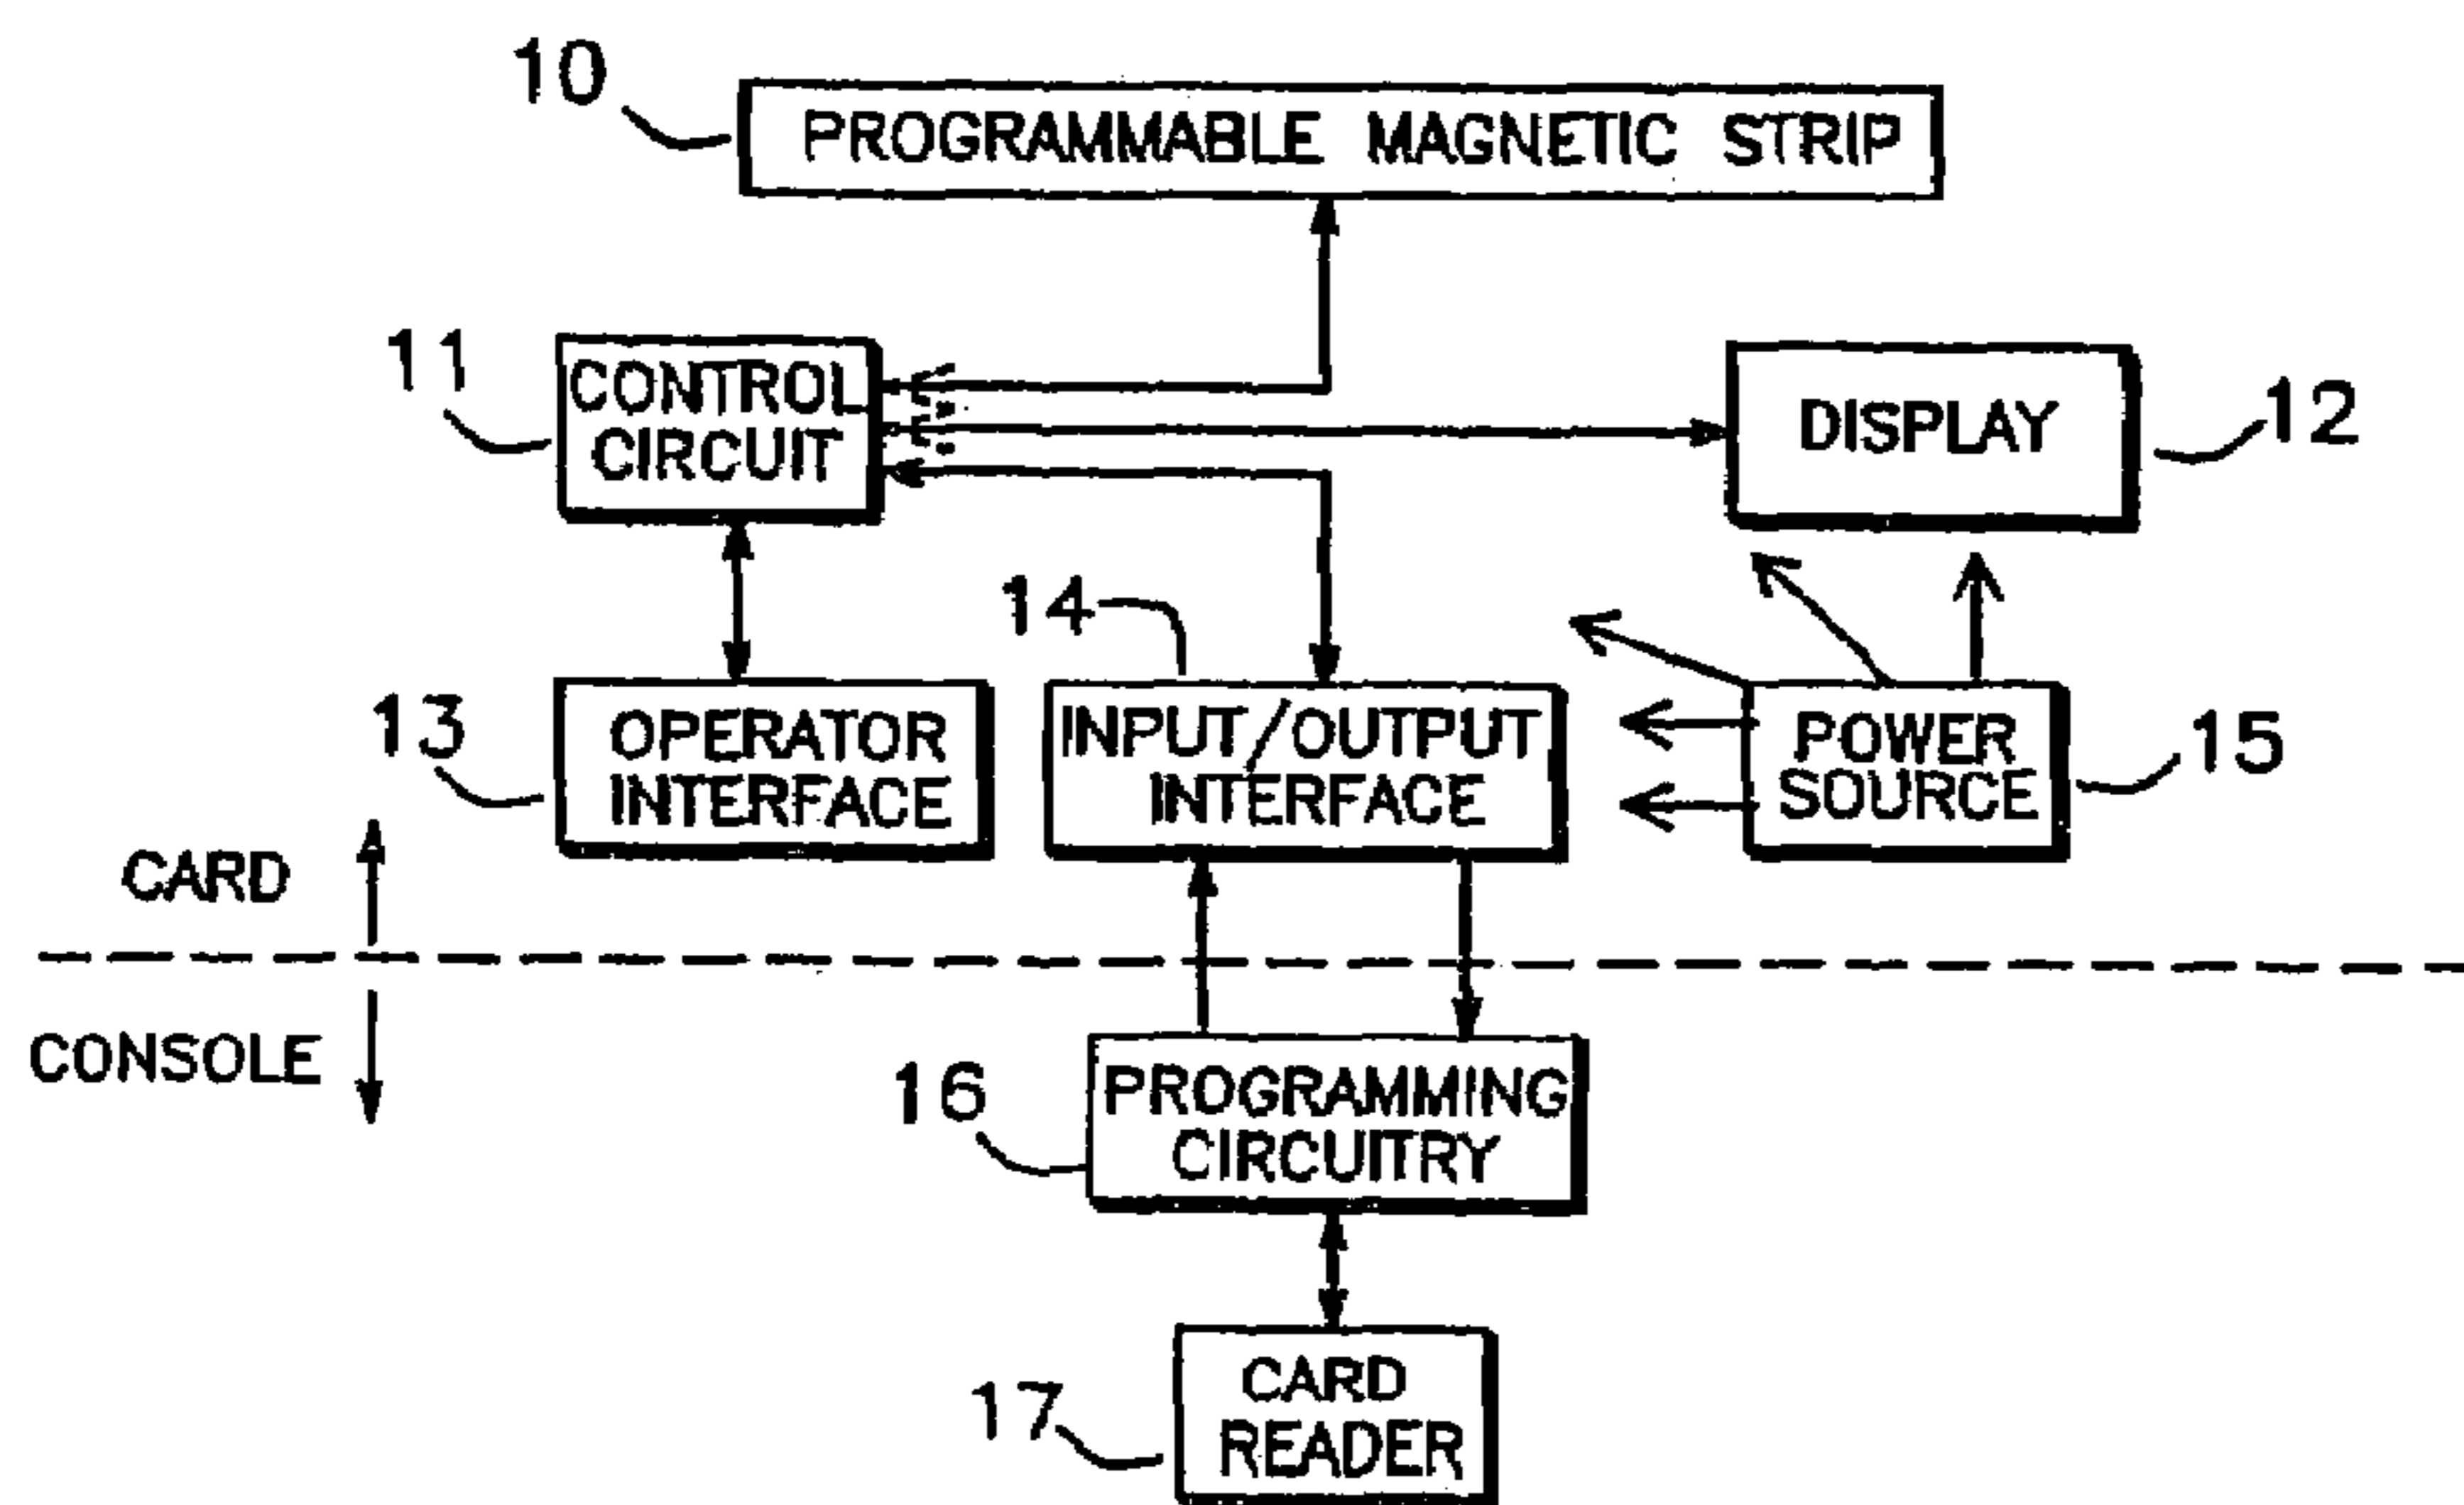 10
PROGRAMMABLE MAGNETIC STRIP
11
CONTROL
CIRCUIT
DISPLAY
12
14
13
OPERATOR
INTERFACE
INPUT/OUTPUT
INTERFACE
POWER
SOURCE
15
CARD
CONSOLE
16
PROGRAMMING
CIRCUITRY
17
CARD
READER